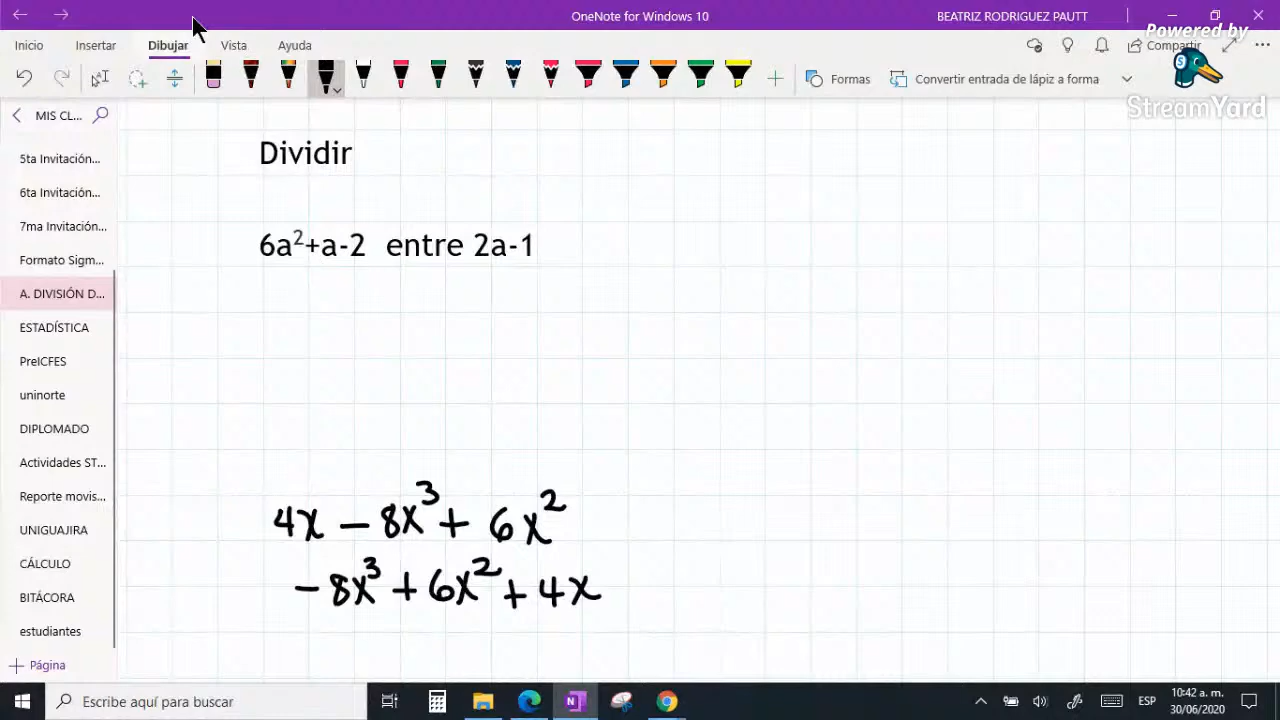 OneNote for Windows 10
BEATRIZ RODRIGUEZ PAUTT
Powered by
StreamYard
Inicio
Insertar
Dibujar
Vista
Ayuda
Compartir
Formas
Convertir entrada de lápiz a forma
MIS CL...
5ta Invitación...
6ta Invitación...
7ma Invitación...
Formato Sigm...
A. DIVISIÓN D...
ESTADÍSTICA
PreICFES
uninorte
DIPLOMADO
Actividades ST...
Reporte movis...
UNIGUAJIRA
CÁLCULO
BITÁCORA
estudiantes
Página
Dividir
6a²+a-2 entre 2a-1
4x − 8x³ + 6x²
− 8x³ + 6x² + 4x
Escribe aquí para buscar
ESP
10:42 a. m.
30/06/2020